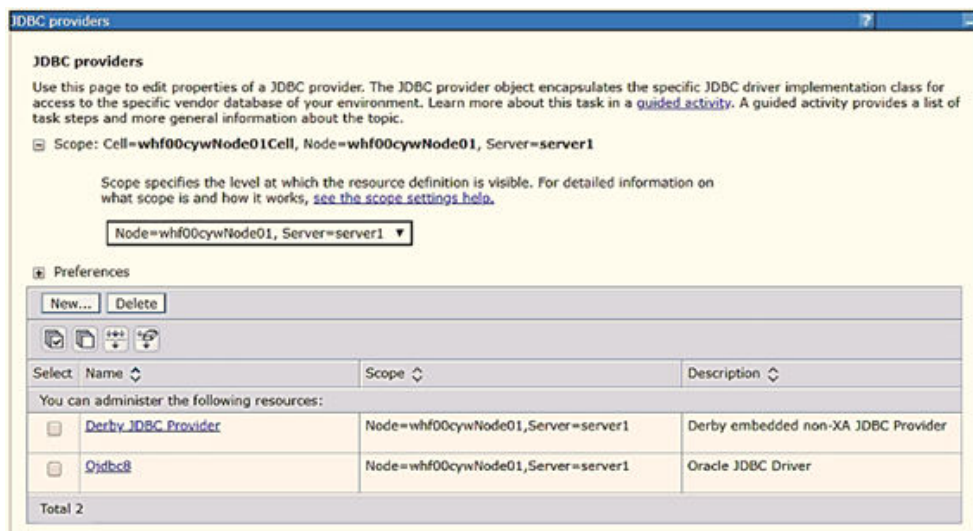 JDBC providers
?
JDBC providers
Use this page to edit properties of a JDBC provider. The JDBC provider object encapsulates the specific JDBC driver implementation class for
access to the specific vendor database of your environment. Learn more about this task in a guided activity. A guided activity provides a list of
task steps and more general information about the topic.
Scope: Cell=whf00cywNode01Cell, Node=whf00cywNode01, Server=server1
Scope specifies the level at which the resource definition is visible. For detailed information on
what scope is and how it works, see the scope settings help.
Node=whf00cywNode01, Server=server1
Preferences
New... Delete
Select Name Scope Description
You can administer the following resources:
Derby JDBC Provider Node=whf00cywNode01,Server=server1 Derby embedded non-XA JDBC Provider
Ojdbc8 Node=whf00cywNode01,Server=server1 Oracle JDBC Driver
Total 2